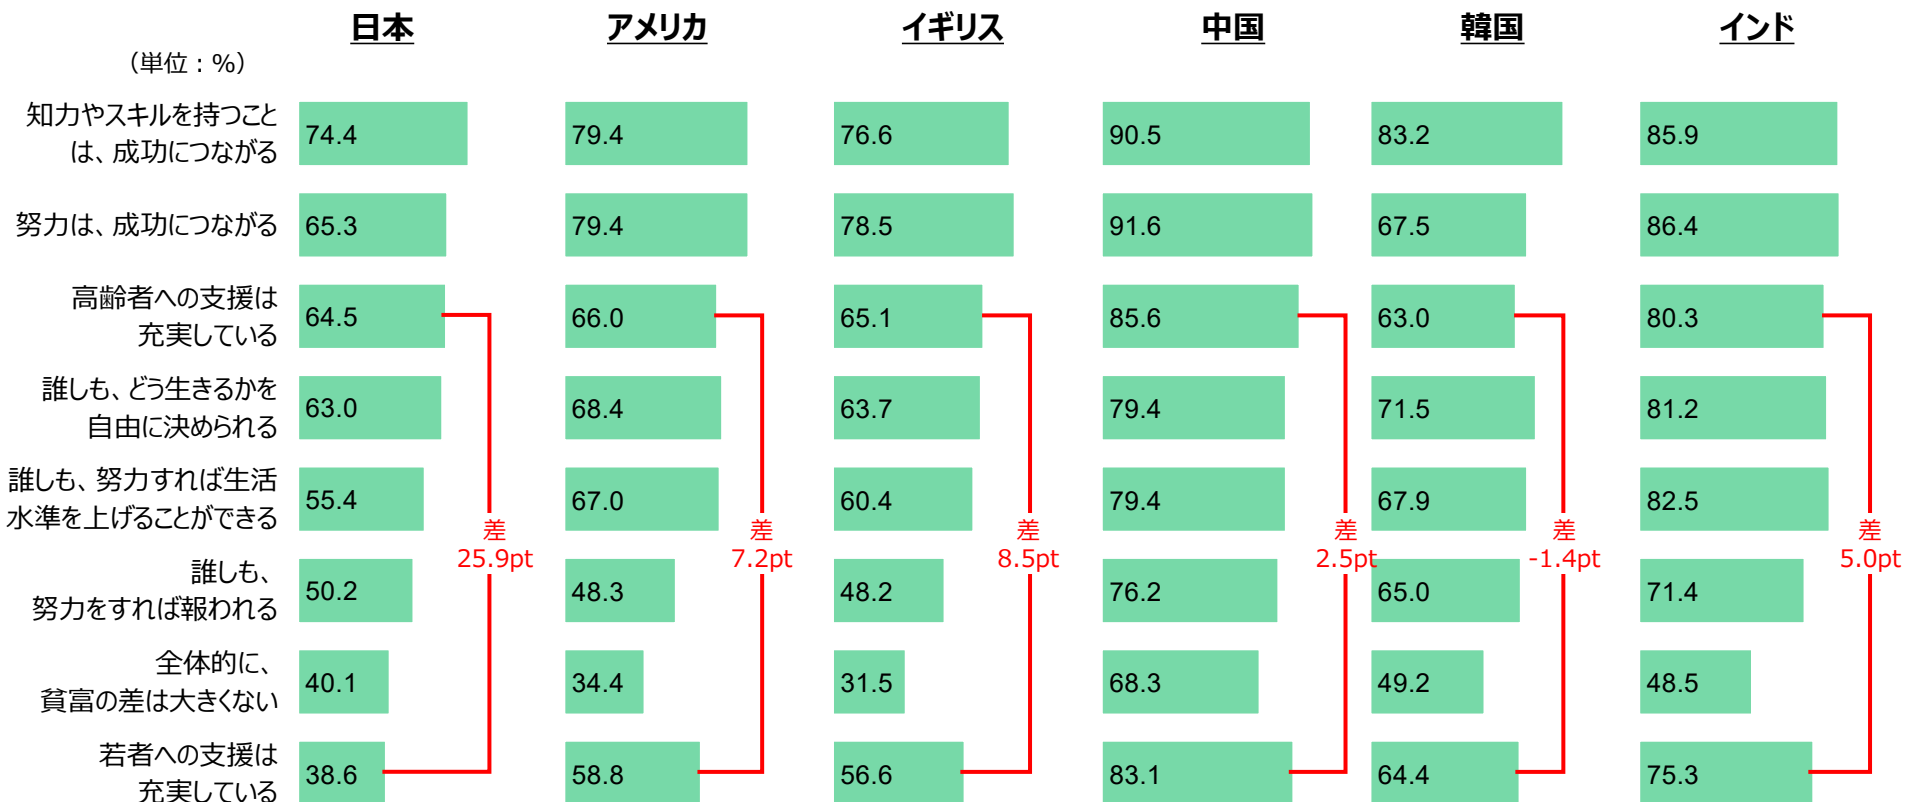 日本 アメリカ イギリス 中国 韓国 インド
（単位：%）
知力やスキルを持つこと
は、成功につながる
74.4 79.4 76.6 90.5 83.2 85.9
努力は、成功につながる
65.3 79.4 78.5 91.6 67.5 86.4
高齢者への支援は
充実している
64.5 66.0 65.1 85.6 63.0 80.3
誰しも、どう生きるかを
自由に決められる
63.0 68.4 63.7 79.4 71.5 81.2
誰しも、努力すれば生活
水準を上げることができる
55.4 67.0 60.4 79.4 67.9 82.5
差 差 差 差 差 差
25.9pt 7.2pt 8.5pt 2.5pt -1.4pt 5.0pt
誰しも、
努力をすれば報われる
50.2 48.3 48.2 76.2 65.0 71.4
全体的に、
貧富の差は大きくない
40.1 34.4 31.5 68.3 49.2 48.5
若者への支援は
充実している
38.6 58.8 56.6 83.1 64.4 75.3